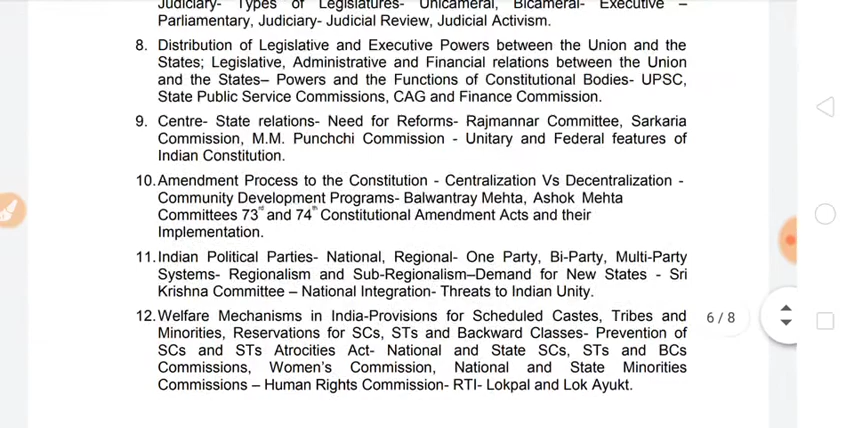 Judiciary- Types of Legislatures- Unicameral, Bicameral- Executive –
Parliamentary, Judiciary- Judicial Review, Judicial Activism.
8. Distribution of Legislative and Executive Powers between the Union and the
States; Legislative, Administrative and Financial relations between the Union
and the States– Powers and the Functions of Constitutional Bodies- UPSC,
State Public Service Commissions, CAG and Finance Commission.
9. Centre- State relations- Need for Reforms- Rajmannar Committee, Sarkaria
Commission, M.M. Punchchi Commission - Unitary and Federal features of
Indian Constitution.
10. Amendment Process to the Constitution - Centralization Vs Decentralization -
Community Development Programs- Balwantray Mehta, Ashok Mehta
Committees 73rd and 74th Constitutional Amendment Acts and their
Implementation.
11. Indian Political Parties- National, Regional- One Party, Bi-Party, Multi-Party
Systems- Regionalism and Sub-Regionalism–Demand for New States - Sri
Krishna Committee – National Integration- Threats to Indian Unity.
12. Welfare Mechanisms in India-Provisions for Scheduled Castes, Tribes and
Minorities, Reservations for SCs, STs and Backward Classes- Prevention of
SCs and STs Atrocities Act- National and State SCs, STs and BCs
Commissions, Women's Commission, National and State Minorities
Commissions – Human Rights Commission- RTI- Lokpal and Lok Ayukt.
6 / 8